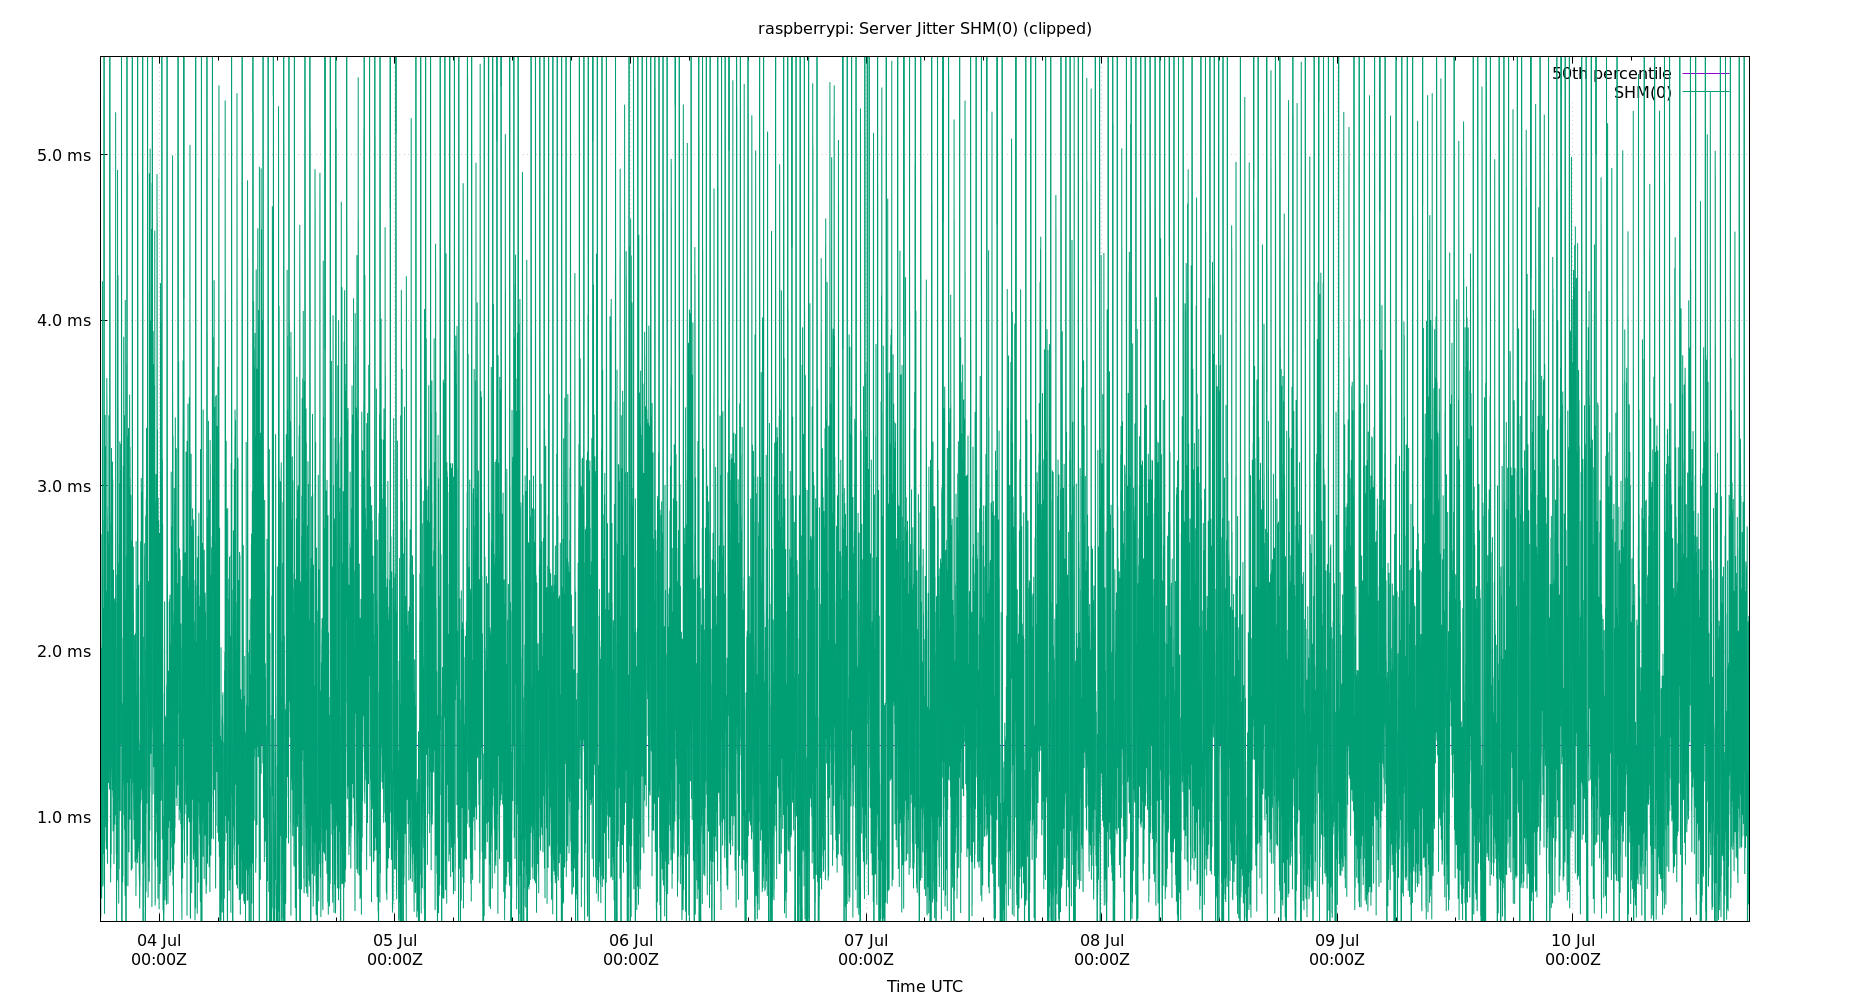 raspberrypi: Server Jitter SHM(0) (clipped)
50th percentile
SHM(0)
5.0 ms
4.0 ms
3.0 ms
2.0 ms
1.0 ms
04 Jul 05 Jul 06 Jul 07 Jul 08 Jul 09 Jul 10 Jul
00:00Z 00:00Z 00:00Z 00:00Z 00:00Z 00:00Z 00:00Z
Time UTC